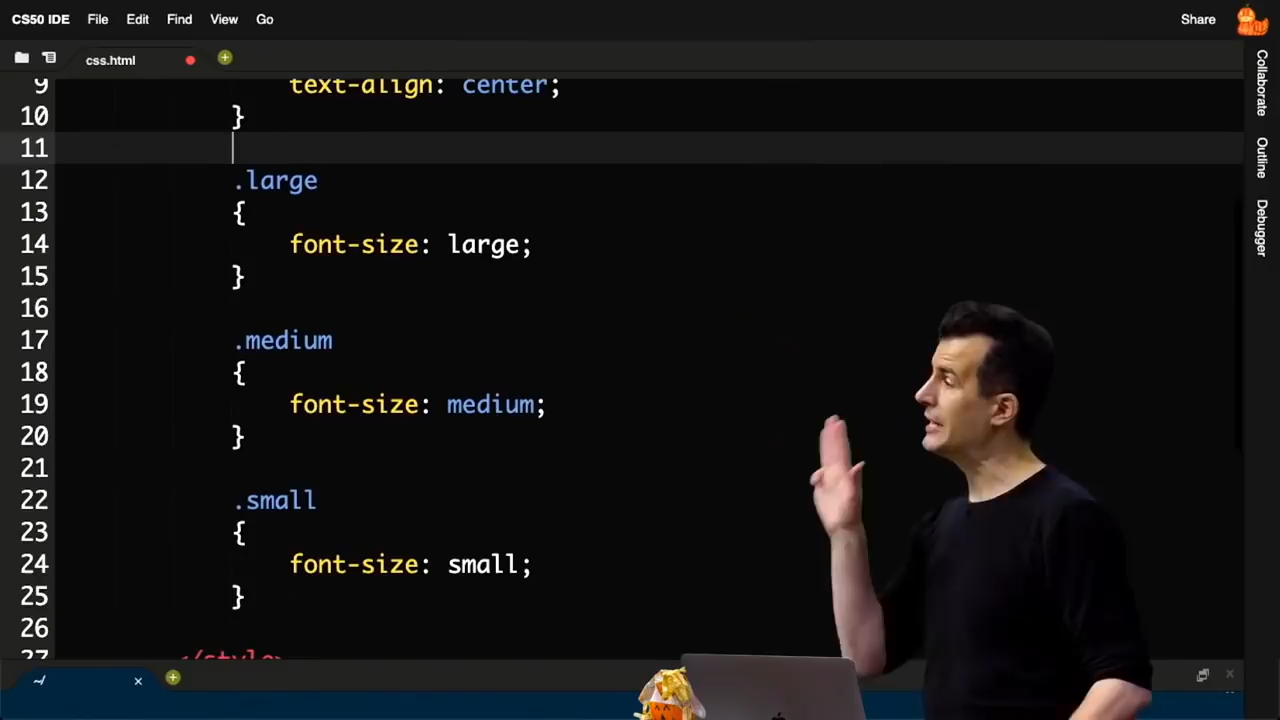 CS50 IDE File Edit Find View Go Share
css.html
Collaborate
Outline
Debugger
9 text-align: center;
10 }
11
12 .large
13 {
14 font-size: large;
15 }
16
17 .medium
18 {
19 font-size: medium;
20 }
21
22 .small
23 {
24 font-size: small;
25 }
26
27 </style>
~/